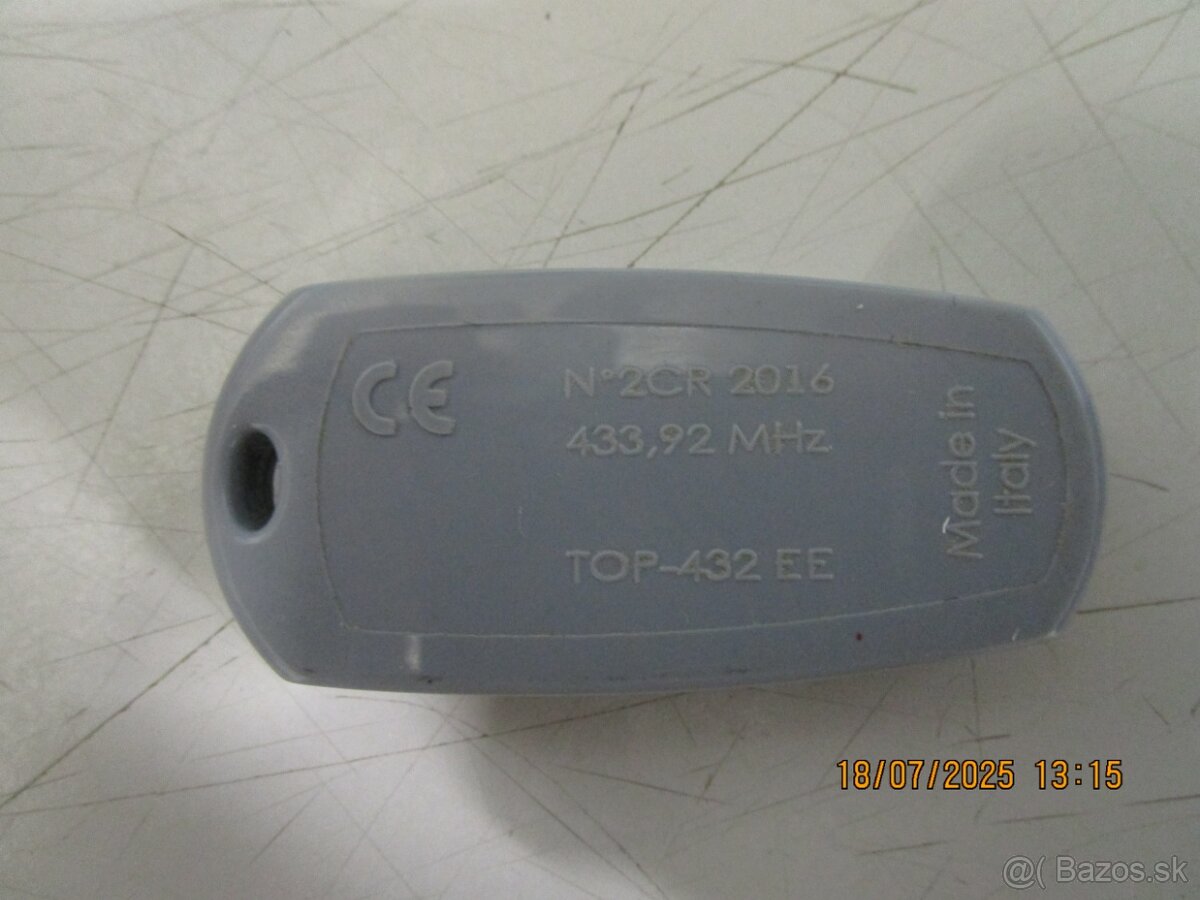 CE
N°2CR 2016
433,92 MHz
TOP-432 EE
Made in
Italy
18/07/2025 13:15
@( Bazos.sk